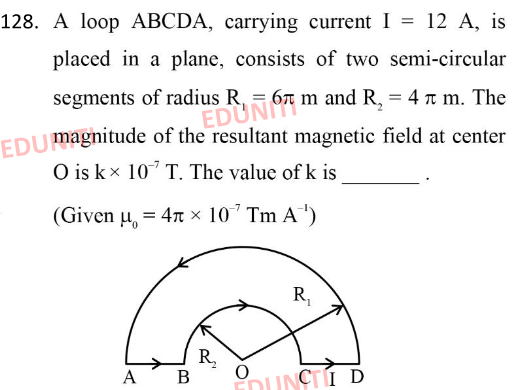 128. A loop ABCDA, carrying current I = 12 A, is
placed in a plane, consists of two semi-circular
segments of radius R₁ = 6π m and R₂ = 4 π m. The
EDUNITI
magnitude of the resultant magnetic field at center
EDUNITI
O is k × 10⁻⁷ T. The value of k is ________ .
(Given μ₀ = 4π × 10⁻⁷ Tm A⁻¹)
R₁
R₂
A B O C I D
EDUNITI